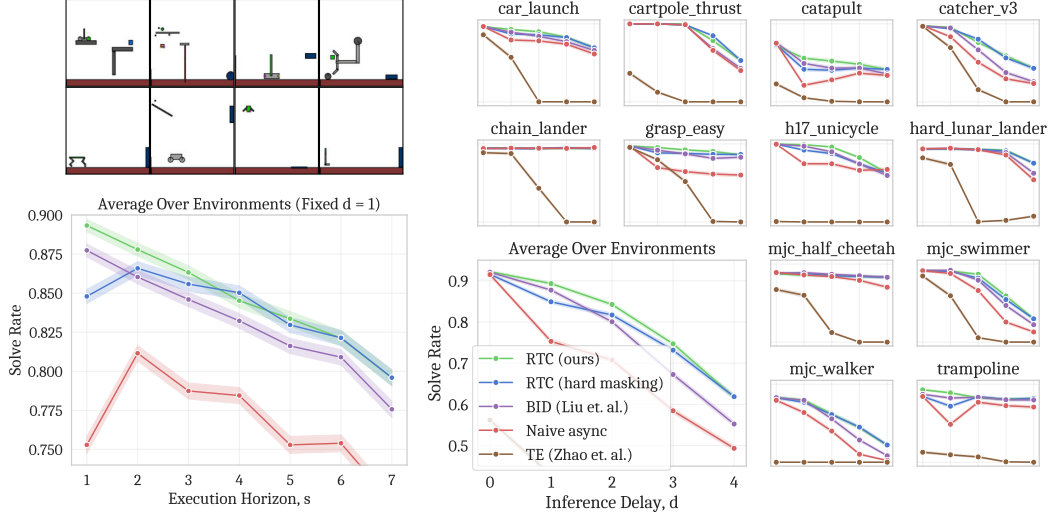 car_launch
cartpole_thrust
catapult
catcher_v3
chain_lander
grasp_easy
h17_unicycle
hard_lunar_lander
Average Over Environments (Fixed d = 1)
0.900
0.875
0.850
0.825
0.800
0.775
0.750
Solve Rate
1 2 3 4 5 6 7
Execution Horizon, s
Average Over Environments
0.9
0.8
0.7
0.6
0.5
Solve Rate
RTC (ours)
RTC (hard masking)
BID (Liu et. al.)
Naive async
TE (Zhao et. al.)
0 1 2 3 4
Inference Delay, d
mjc_half_cheetah
mjc_swimmer
mjc_walker
trampoline